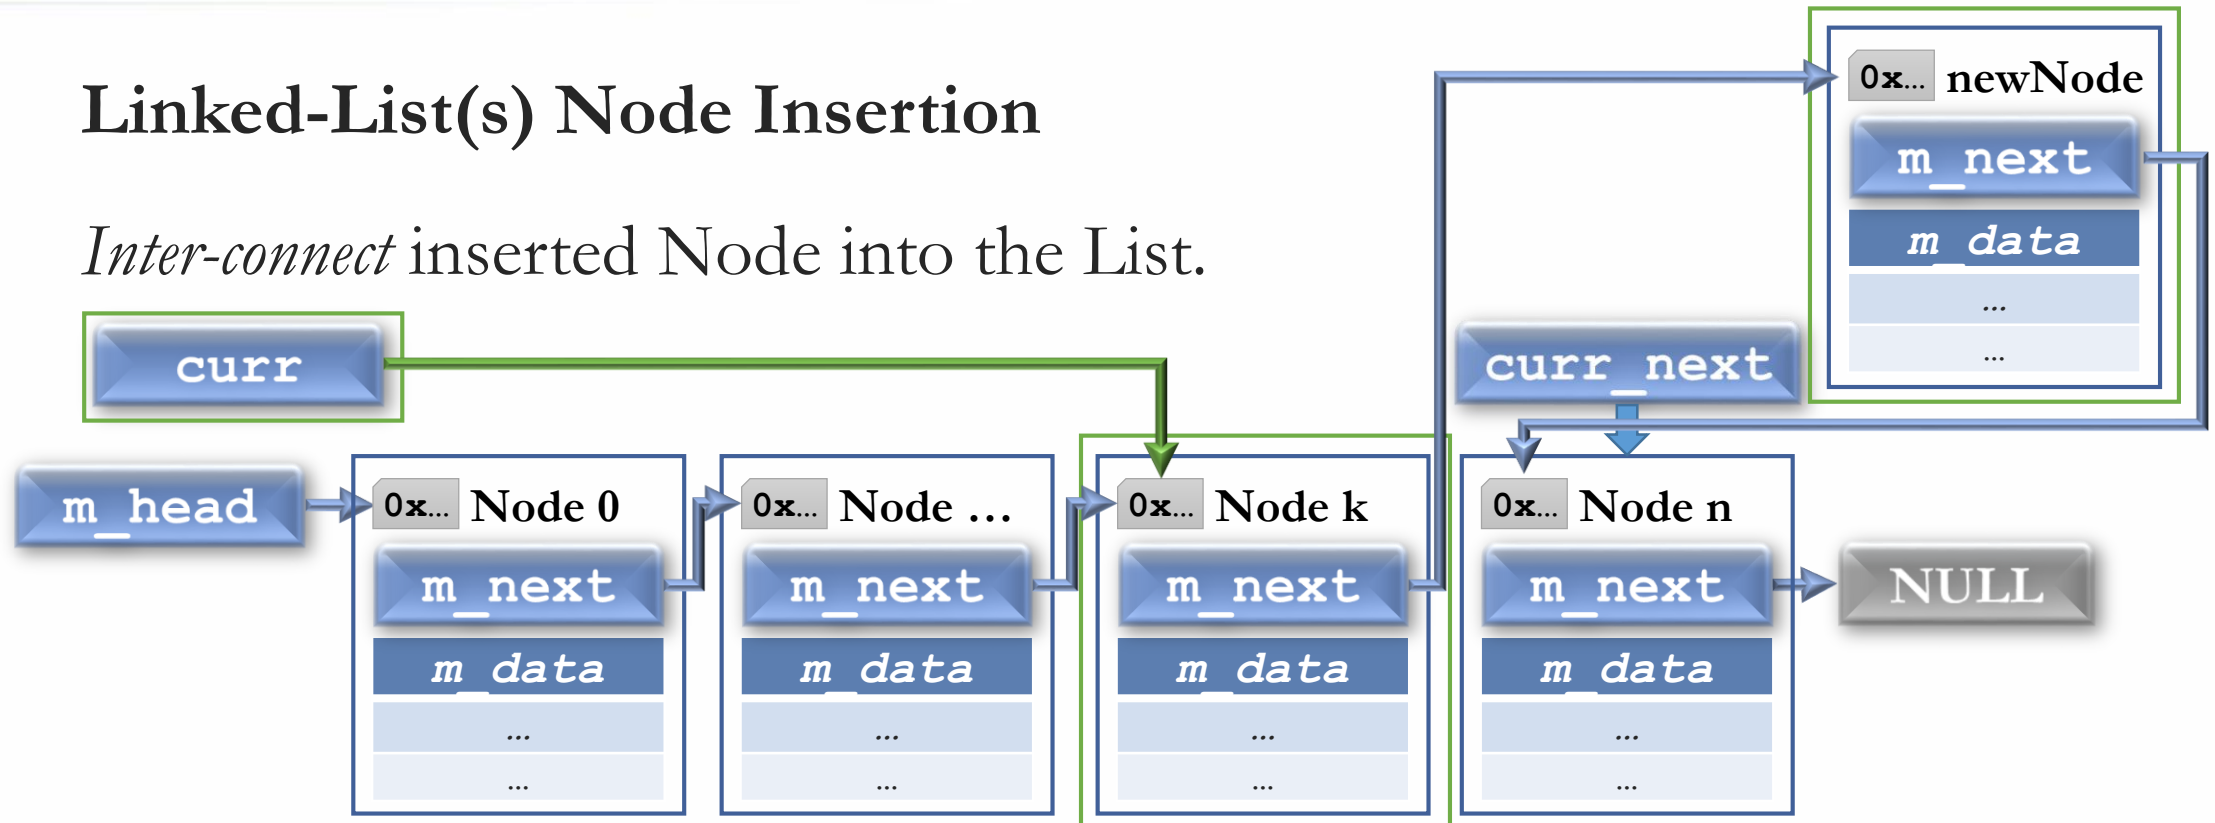 Linked-List(s) Node Insertion
0x... newNode
m_next
m_data
...
...
Inter-connect inserted Node into the List.
curr
curr_next
m_head
0x... Node 0
m_next
m_data
...
...
0x... Node ...
m_next
m_data
...
...
0x... Node k
m_next
m_data
...
...
0x... Node n
m_next
m_data
...
...
NULL